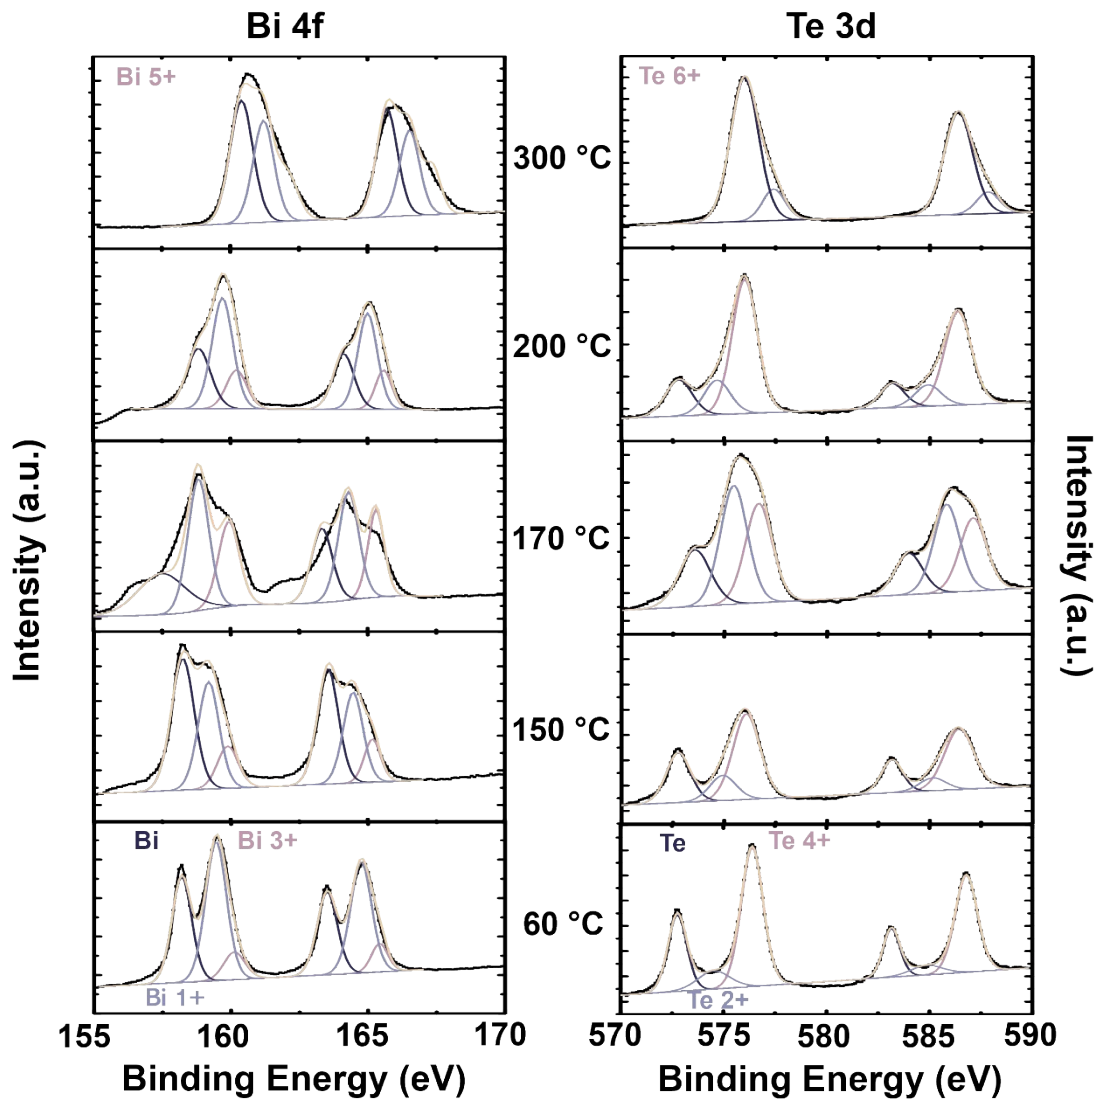 Bi 4f
Te 3d
Bi 5+
Te 6+
300 °C
200 °C
170 °C
150 °C
60 °C
Intensity (a.u.)
Intensity (a.u.)
Bi
Bi 3+
Bi 1+
Te
Te 4+
Te 2+
155 160 165 170
570 575 580 585 590
Binding Energy (eV)
Binding Energy (eV)